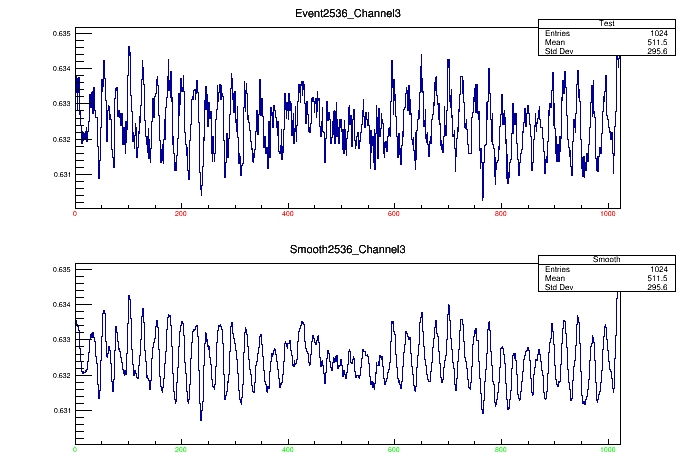 Event2536_Channel3
Test
Entries 1024
Mean 511.5
Std Dev 295.6
0.635
0.634
0.633
0.632
0.631
0 200 400 600 800 1000
Smooth2536_Channel3
Smooth
Entries 1024
Mean 511.5
Std Dev 295.6
0.635
0.634
0.633
0.632
0.631
0 200 400 600 800 1000